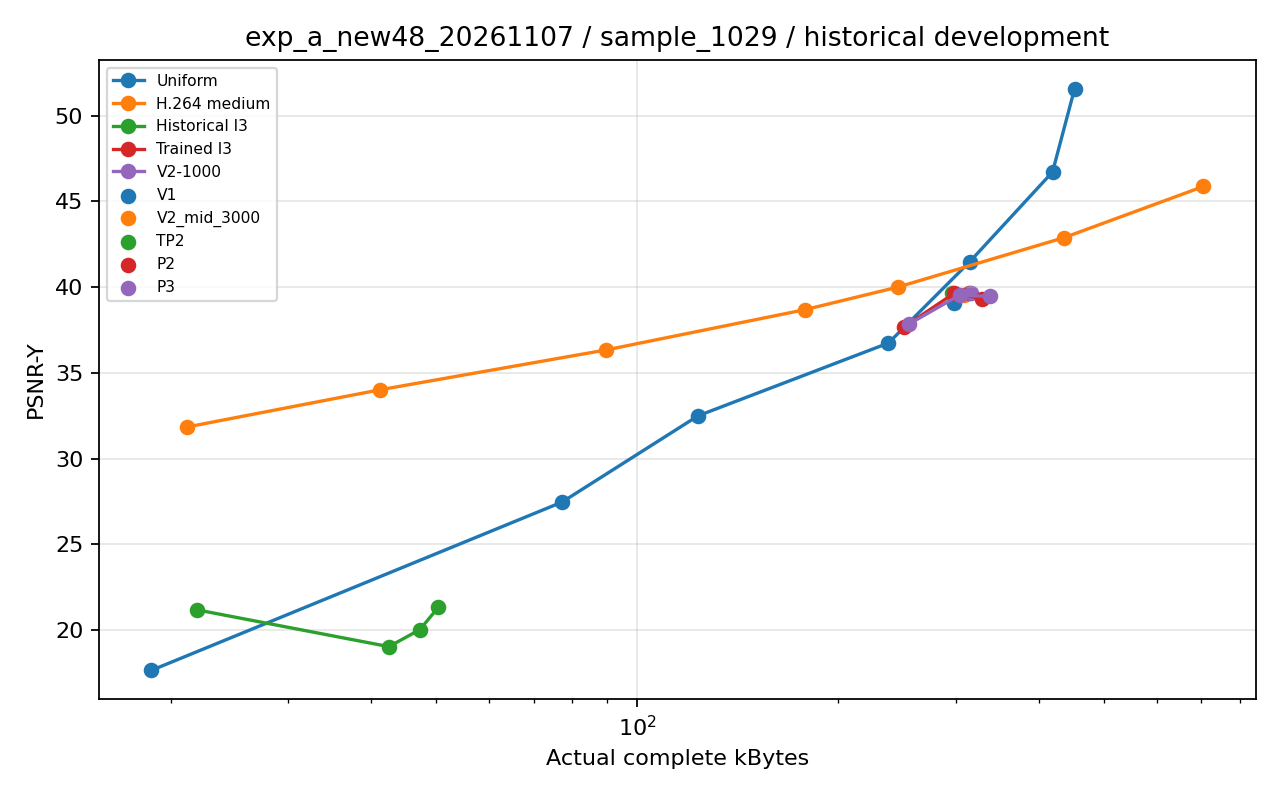 exp_a_new48_20261107 / sample_1029 / historical development
Uniform
H.264 medium
Historical I3
Trained I3
V2-1000
V1
V2_mid_3000
TP2
P2
P3
50
45
40
35
30
25
20
PSNR-Y
10²
Actual complete kBytes